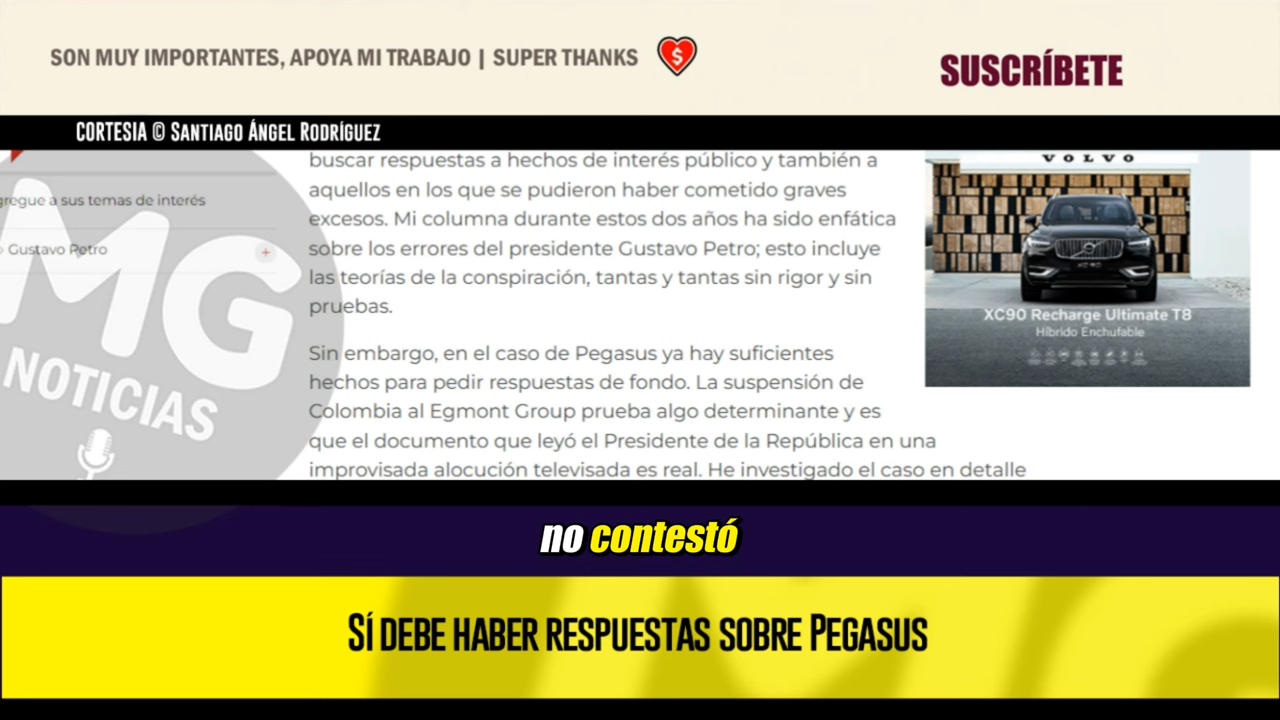 SON MUY IMPORTANTES, APOYA MI TRABAJO | SUPER THANKS
$
SUSCRÍBETE
CORTESIA © SANTIAGO ÁNGEL RODRÍGUEZ
gregue a sus temas de interés
Gustavo Petro +
MG
NOTICIAS
buscar respuestas a hechos de interés público y también a
aquellos en los que se pudieron haber cometido graves
excesos. Mi columna durante estos dos años ha sido enfática
sobre los errores del presidente Gustavo Petro; esto incluye
las teorías de la conspiración, tantas y tantas sin rigor y sin
pruebas.
Sin embargo, en el caso de Pegasus ya hay suficientes
hechos para pedir respuestas de fondo. La suspensión de
Colombia al Egmont Group prueba algo determinante y es
que el documento que leyó el Presidente de la República en una
improvisada alocución televisada es real. He investigado el caso en detalle
VOLVO
XC90
XC90 Recharge Ultimate T8
Híbrido Enchufable
no contestó
SÍ DEBE HABER RESPUESTAS SOBRE PEGASUS